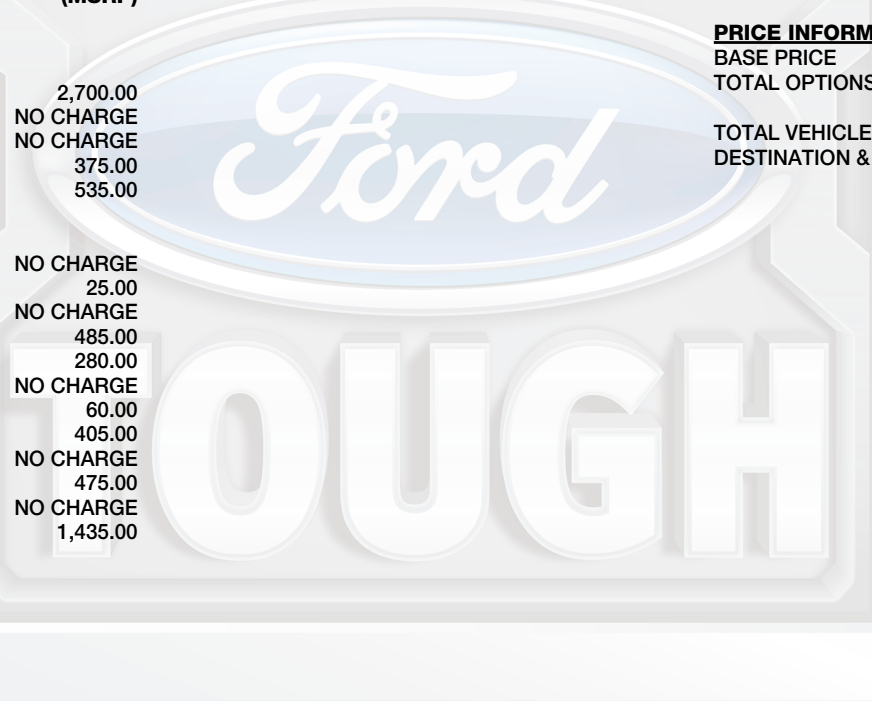 (MSRP)
2,700.00
NO CHARGE
NO CHARGE
375.00
535.00
NO CHARGE
25.00
NO CHARGE
485.00
280.00
NO CHARGE
60.00
405.00
NO CHARGE
475.00
NO CHARGE
1,435.00
PRICE INFORM
BASE PRICE
TOTAL OPTIONS
TOTAL VEHICLE
DESTINATION &
Ford
TOUGH